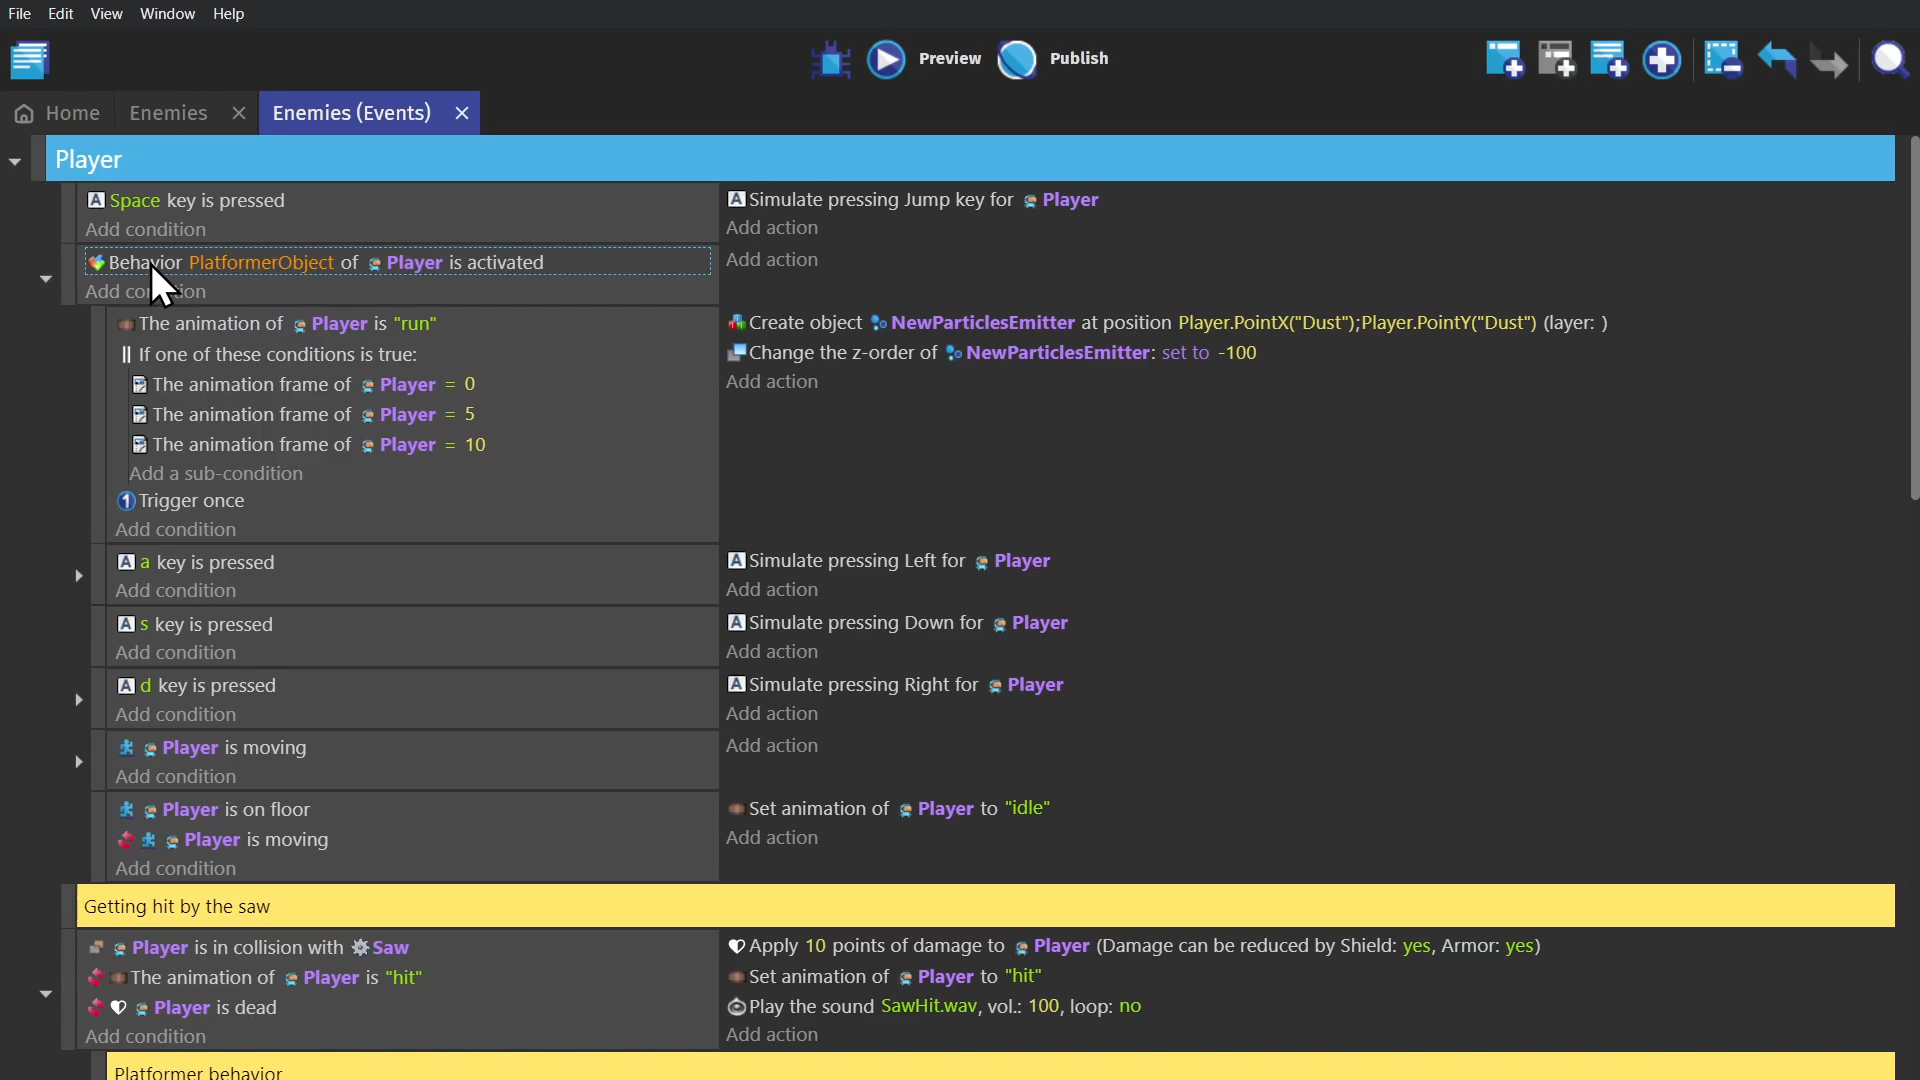 File Edit View Window Help
Preview Publish
Home Enemies Enemies (Events)
Player
Space key is pressed
Simulate pressing Jump key for Player
Add condition
Add action
Behavior PlatformerObject of Player is activated
Add action
Add condition
The animation of Player is "run"
Create object NewParticlesEmitter at position Player.PointX("Dust");Player.PointY("Dust") (layer: )
If one of these conditions is true:
Change the z-order of NewParticlesEmitter: set to -100
The animation frame of Player = 0
Add action
The animation frame of Player = 5
The animation frame of Player = 10
Add a sub-condition
Trigger once
Add condition
a key is pressed
Simulate pressing Left for Player
Add condition
Add action
s key is pressed
Simulate pressing Down for Player
Add condition
Add action
d key is pressed
Simulate pressing Right for Player
Add condition
Add action
Player is moving
Add action
Add condition
Player is on floor
Set animation of Player to "idle"
Player is moving
Add action
Add condition
Getting hit by the saw
Player is in collision with Saw
Apply 10 points of damage to Player (Damage can be reduced by Shield: yes, Armor: yes)
The animation of Player is "hit"
Set animation of Player to "hit"
Player is dead
Play the sound SawHit.wav, vol.: 100, loop: no
Add condition
Add action
Platformer behavior